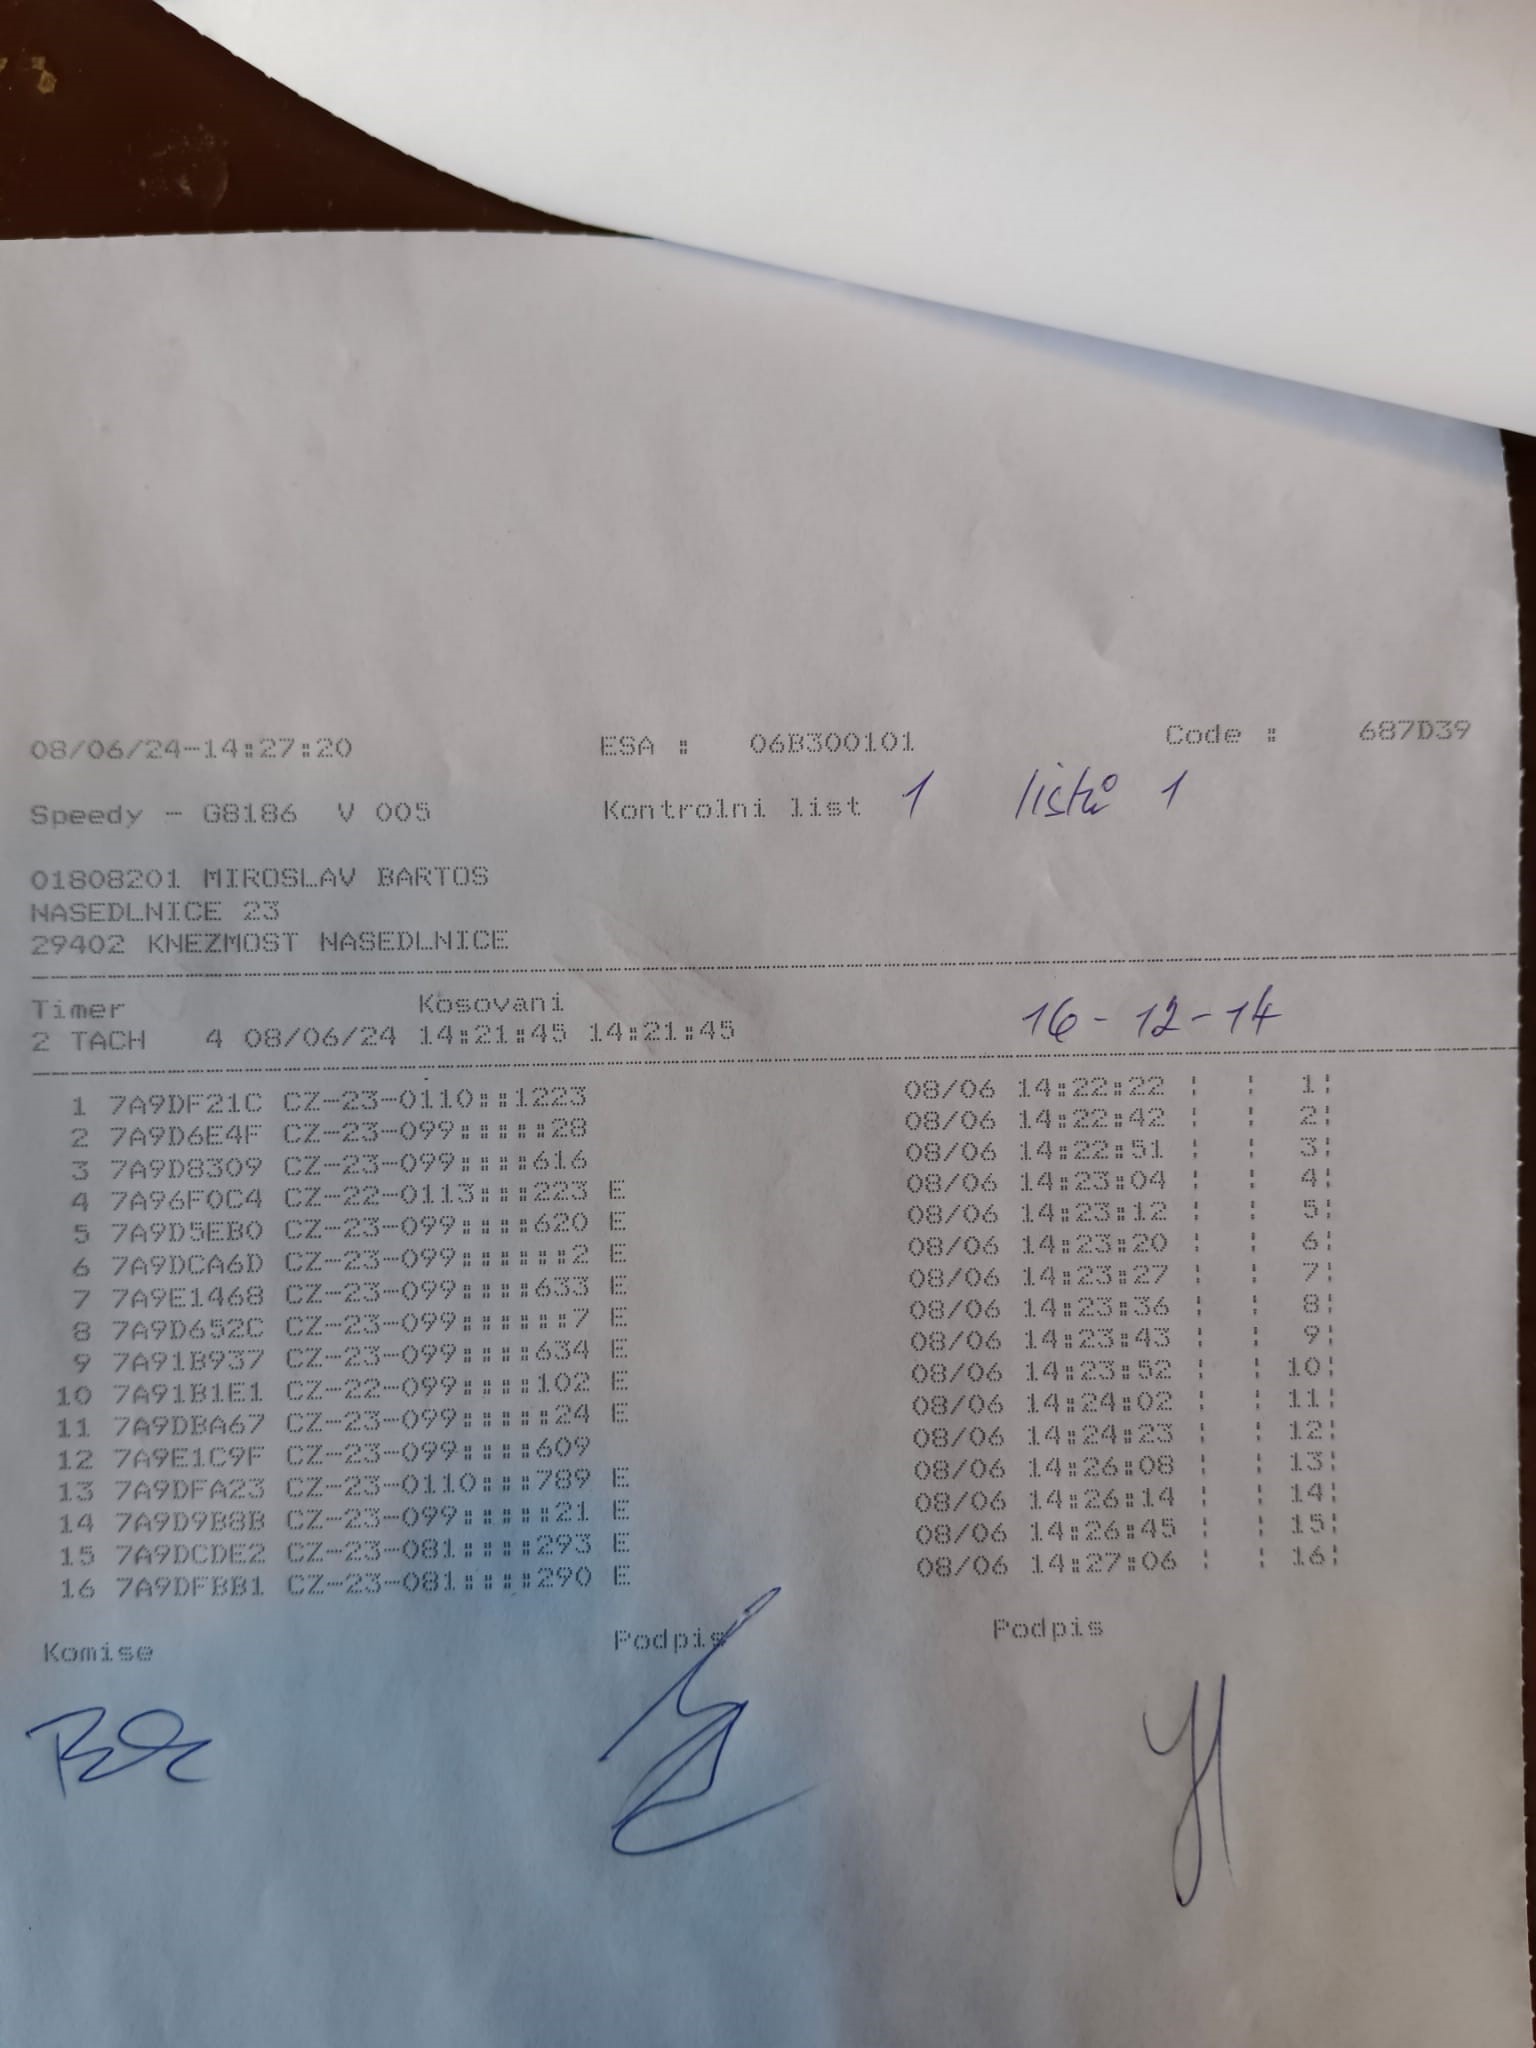 08/06/24-14:27:20 ESA : 06B300101 Code : 687D39
Speedy - G8186 V 005 Kontrolni list 1 listů 1
01808201 MIROSLAV BARTOS
NASEDLNICE 23
29402 KNEZMOST NASEDLNICE
Timer Kosovani
2 TACH 4 08/06/24 14:21:45 14:21:45 16-12-14
1 7A9DF21C CZ-23-0110::1223 08/06 14:22:22 ¦ ¦ 1¦
2 7A9D6E4F CZ-23-099:::::28 08/06 14:22:42 ¦ ¦ 2¦
3 7A9D8309 CZ-23-099::::616 08/06 14:22:51 ¦ ¦ 3¦
4 7A96F0C4 CZ-22-0113:::223 E 08/06 14:23:04 ¦ ¦ 4¦
5 7A9D5EB0 CZ-23-099::::620 E 08/06 14:23:12 ¦ ¦ 5¦
6 7A9DCA6D CZ-23-099::::::2 E 08/06 14:23:20 ¦ ¦ 6¦
7 7A9E1468 CZ-23-099::::633 E 08/06 14:23:27 ¦ ¦ 7¦
8 7A9D652C CZ-23-099::::::7 E 08/06 14:23:36 ¦ ¦ 8¦
9 7A91B937 CZ-23-099::::634 E 08/06 14:23:43 ¦ ¦ 9¦
10 7A91B1E1 CZ-22-099::::102 E 08/06 14:23:52 ¦ ¦ 10¦
11 7A9DBA67 CZ-23-099:::::24 E 08/06 14:24:02 ¦ ¦ 11¦
12 7A9E1C9F CZ-23-099::::609 08/06 14:24:23 ¦ ¦ 12¦
13 7A9DFA23 CZ-23-0110:::789 E 08/06 14:26:08 ¦ ¦ 13¦
14 7A9D9B8B CZ-23-099:::::21 E 08/06 14:26:14 ¦ ¦ 14¦
15 7A9DCDE2 CZ-23-081::::293 E 08/06 14:26:45 ¦ ¦ 15¦
16 7A9DFBB1 CZ-23-081::::290 E 08/06 14:27:06 ¦ ¦ 16¦
Komise Podpis Podpis